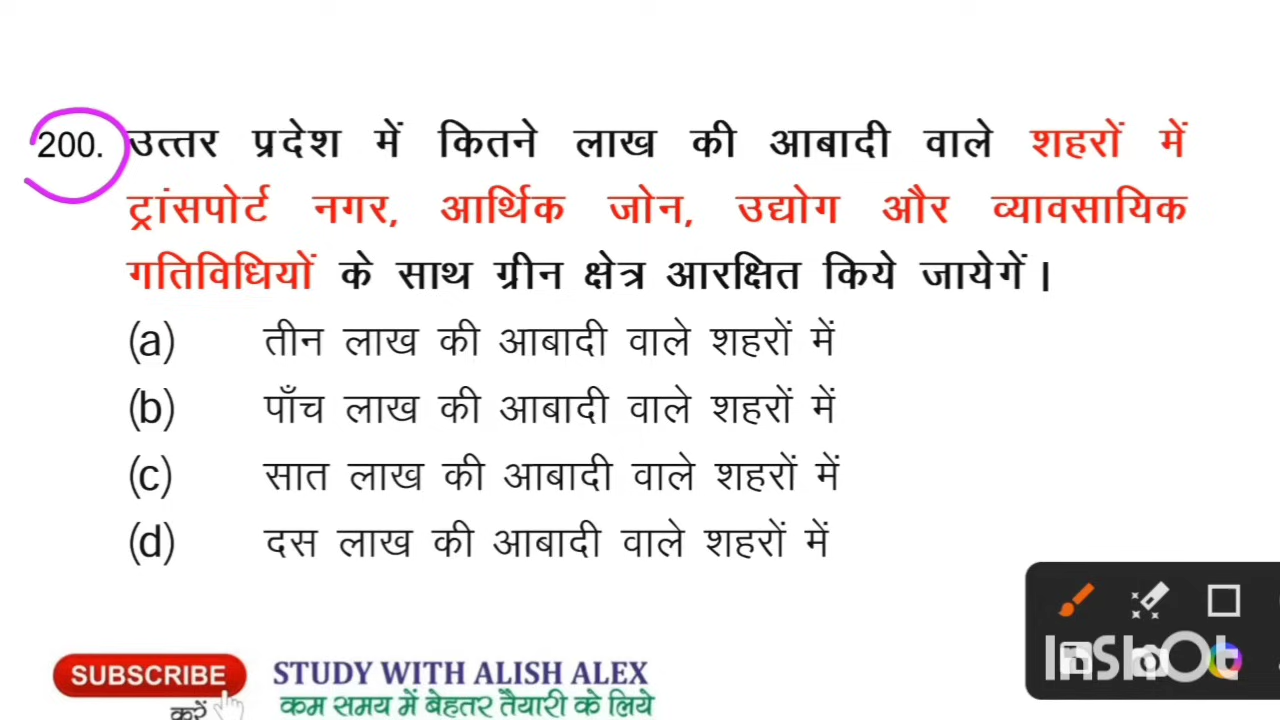 200. उत्तर प्रदेश में कितने लाख की आबादी वाले शहरों में
ट्रांसपोर्ट नगर, आर्थिक जोन, उद्योग और व्यावसायिक
गतिविधियों के साथ ग्रीन क्षेत्र आरक्षित किये जायेगें।
(a) तीन लाख की आबादी वाले शहरों में
(b) पाँच लाख की आबादी वाले शहरों में
(c) सात लाख की आबादी वाले शहरों में
(d) दस लाख की आबादी वाले शहरों में
InShOt
SUBSCRIBE STUDY WITH ALISH ALEX
करें कम समय में बेहतर तैयारी के लिये